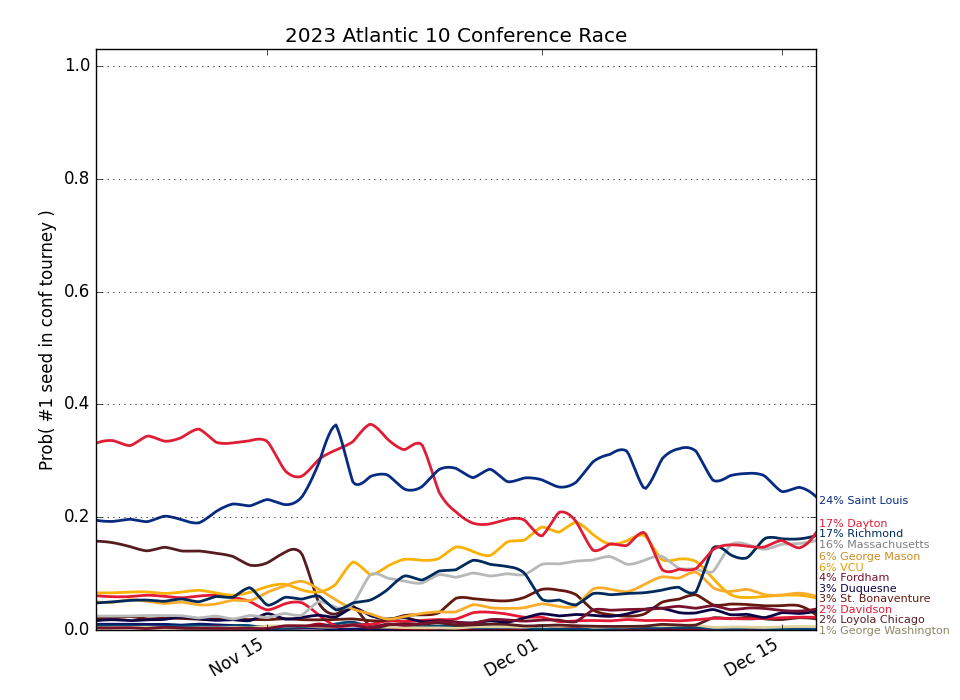 2023 Atlantic 10 Conference Race
Prob( #1 seed in conf tourney )
1.0
0.8
0.6
0.4
0.2
0.0
Nov 15
Dec 01
Dec 15
24% Saint Louis
17% Dayton
17% Richmond
16% Massachusetts
6% George Mason
6% VCU
4% Fordham
3% Duquesne
3% St. Bonaventure
2% Davidson
2% Loyola Chicago
1% George Washington